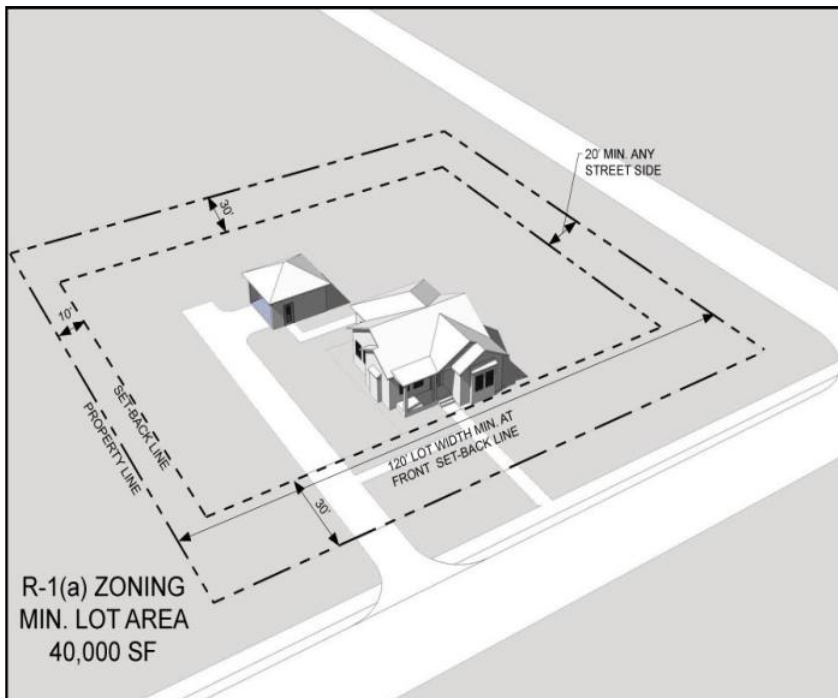 20' MIN. ANY
STREET SIDE
30'
10'
SET-BACK LINE
PROPERTY LINE
120' LOT WIDTH MIN. AT
FRONT SET-BACK LINE
30'
R-1(a) ZONING
MIN. LOT AREA
40,000 SF